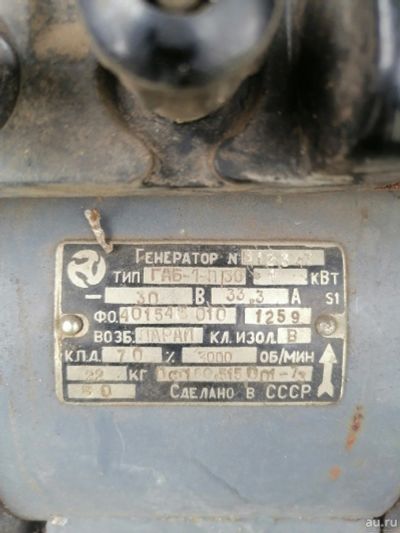 ГЕНЕРАТОР N
ТИП ГАБ-1-П/30 кВт
— 30 В 33.3 А S1
ФО. 010 1259
ВОЗБ. ПАРАЛ КЛ. ИЗОЛ. В
К.П.Д. 70 % 3000 ОБ/МИН
22 КГ
СДЕЛАНО В СССР
au.ru